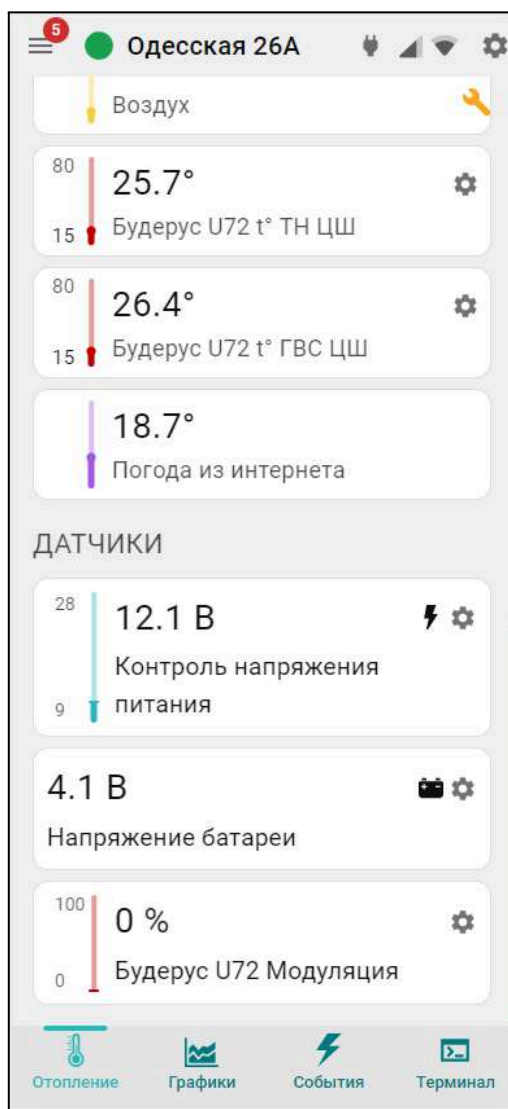 5
Одесская 26А
Воздух
80
25.7°
15
Будерус U72 t° ТН ЦШ
80
26.4°
15
Будерус U72 t° ГВС ЦШ
18.7°
Погода из интернета
ДАТЧИКИ
28
12.1 В
Контроль напряжения
9
питания
4.1 В
Напряжение батареи
100
0 %
0
Будерус U72 Модуляция
Отопление
Графики
События
Терминал